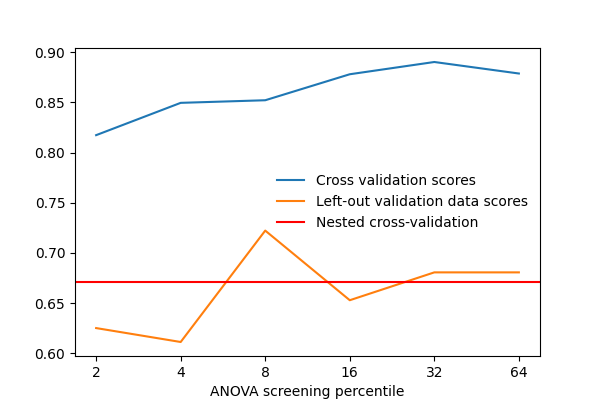 0.90
0.85
0.80
0.75
0.70
0.65
0.60
Cross validation scores
Left-out validation data scores
Nested cross-validation
2 4 8 16 32 64
ANOVA screening percentile